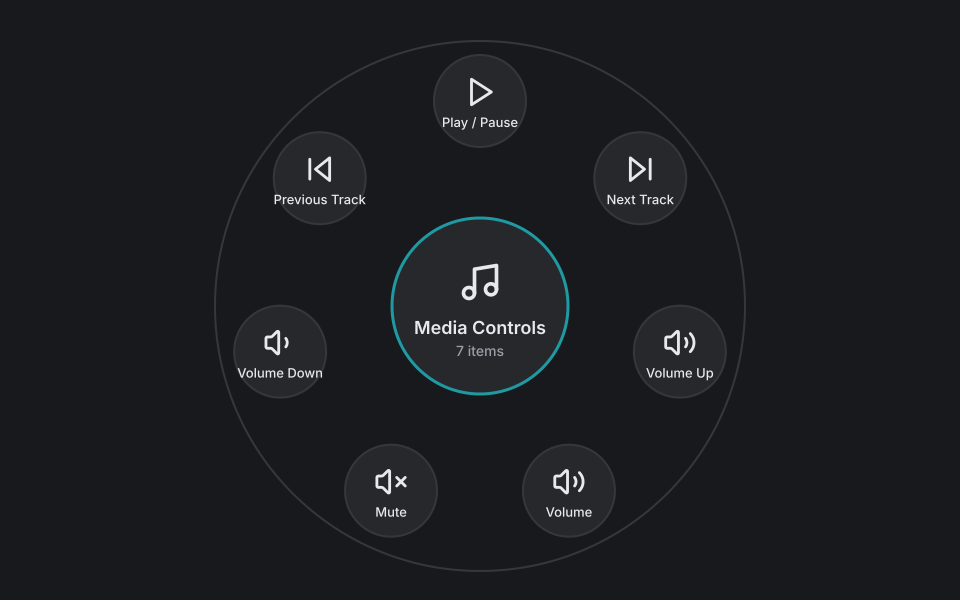 Play / Pause
Previous Track
Next Track
Media Controls
7 items
Volume Down
Volume Up
Mute
Volume